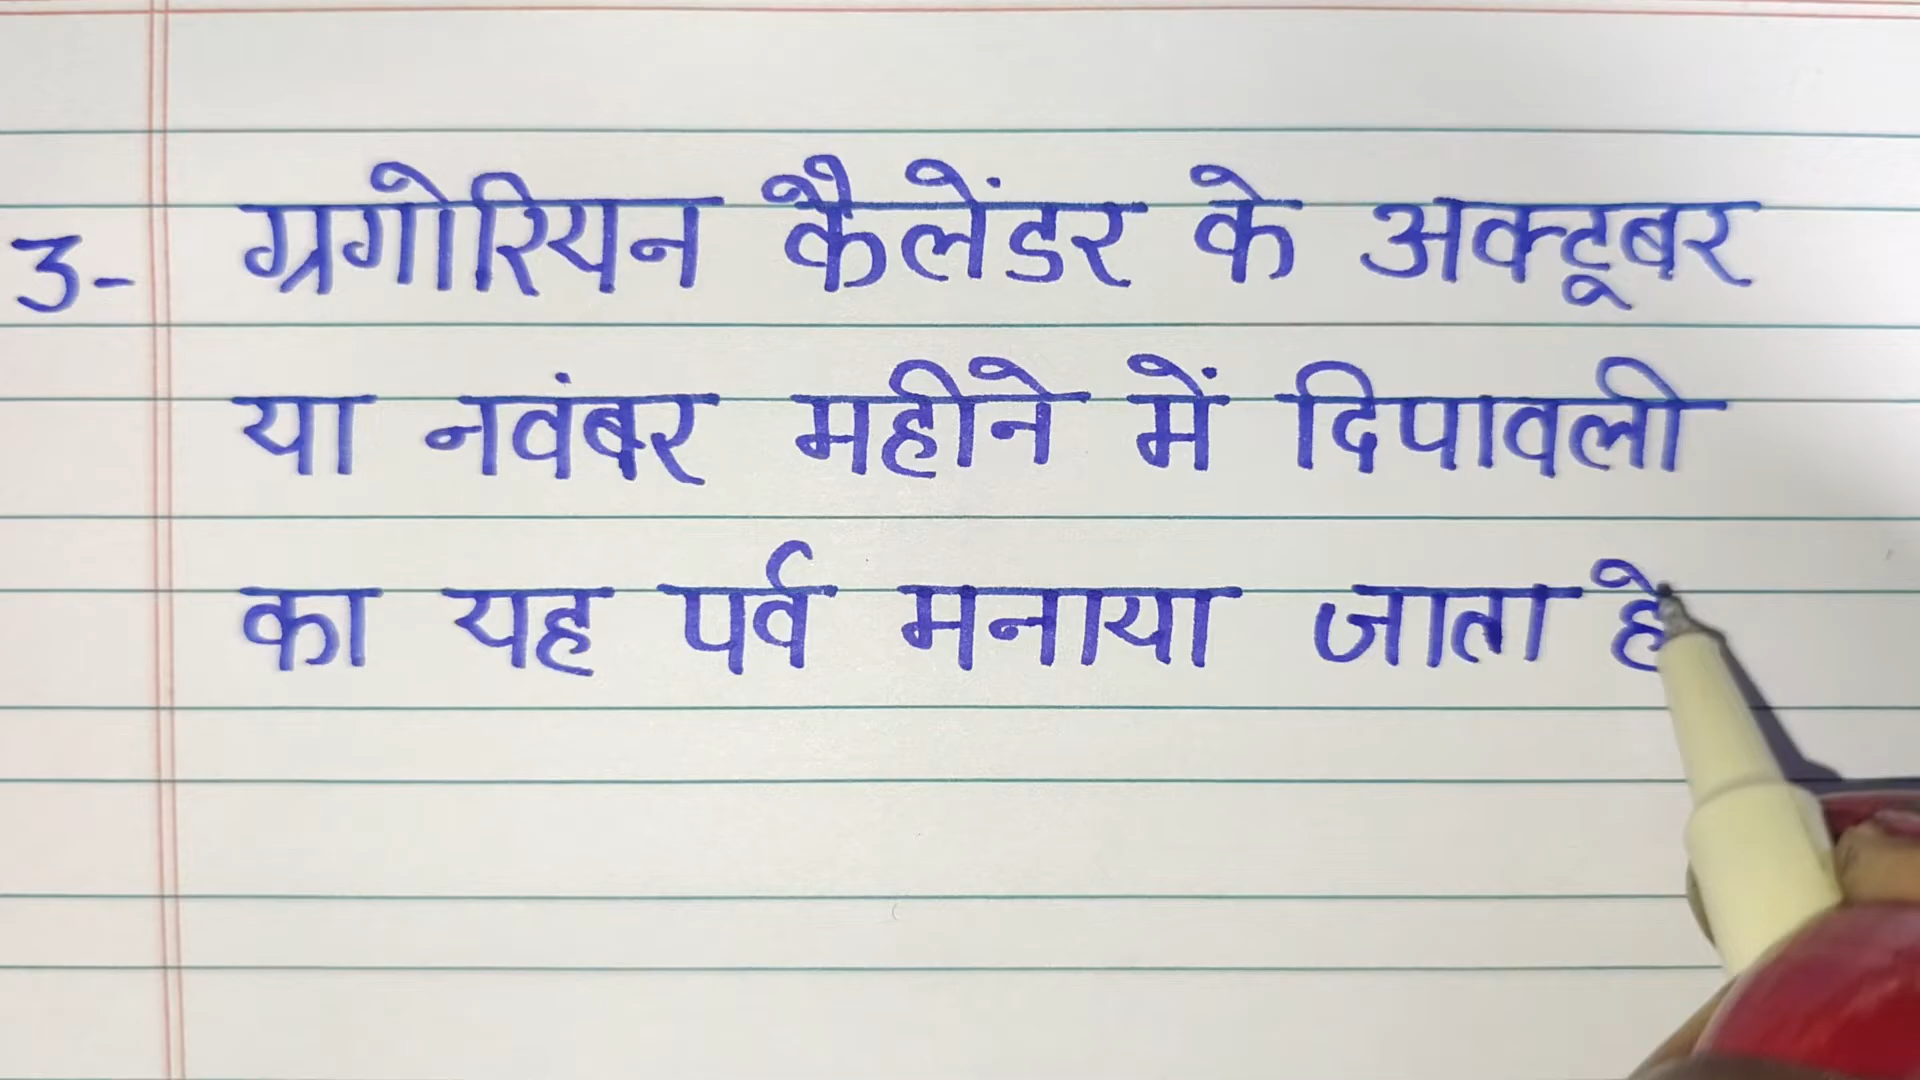 3- ग्रगोरियन कैलेंडर के अक्टूबर
या नवंबर महीने में दिपावली
का यह पर्व मनाया जाता हे